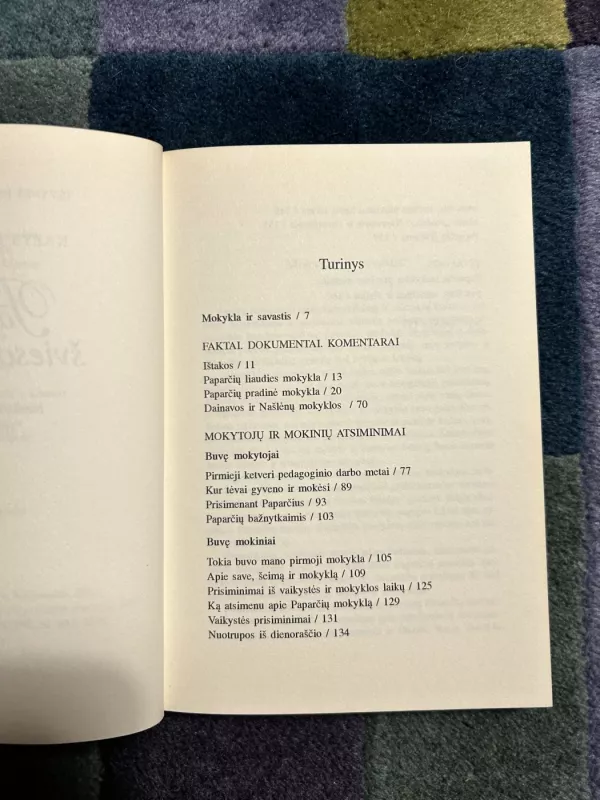 Turinys
Mokykla ir savastis / 7
FAKTAI. DOKUMENTAI. KOMENTARAI
Ištakos / 11
Paparčių liaudies mokykla / 13
Paparčių pradinė mokykla / 20
Dainavos ir Našlėnų mokyklos / 70
MOKYTOJŲ IR MOKINIŲ ATSIMINIMAI
Buvę mokytojai
Pirmieji ketveri pedagoginio darbo metai / 77
Kur tėvai gyveno ir mokėsi / 89
Prisimenant Paparčius / 93
Paparčių bažnytkaimis / 103
Buvę mokiniai
Tokia buvo mano pirmoji mokykla / 105
Apie save, šeimą ir mokyklą / 109
Prisiminimai iš vaikystės ir mokyklos laikų / 125
Ką atsimenu apie Paparčių mokyklą / 129
Vaikystės prisiminimai / 131
Nuotrupos iš dienoraščio / 134